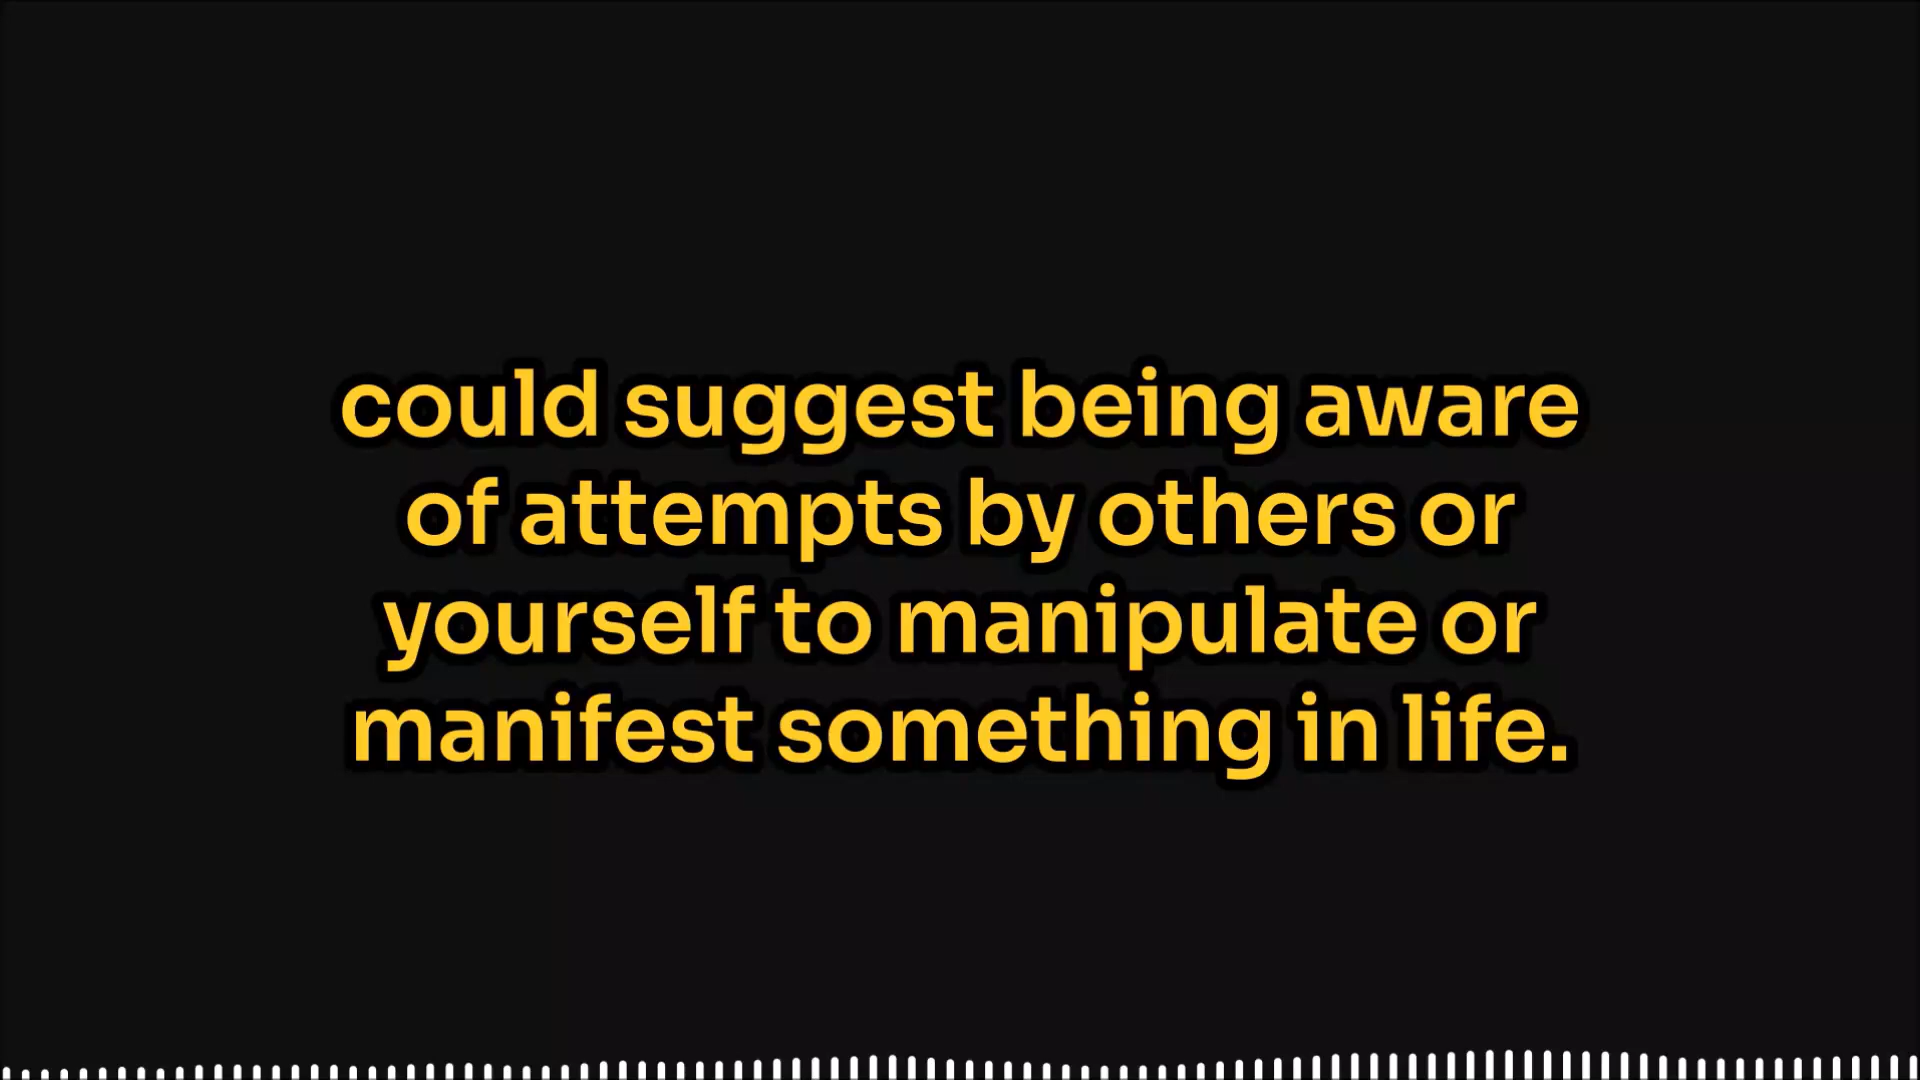 could suggest being aware
of attempts by others or
yourself to manipulate or
manifest something in life.